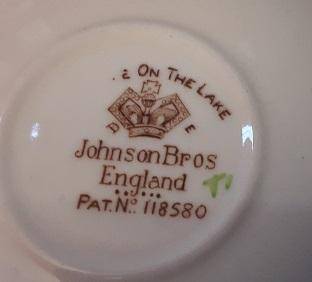 On The Lake
Johnson Bros
England
Pat. No. 118580